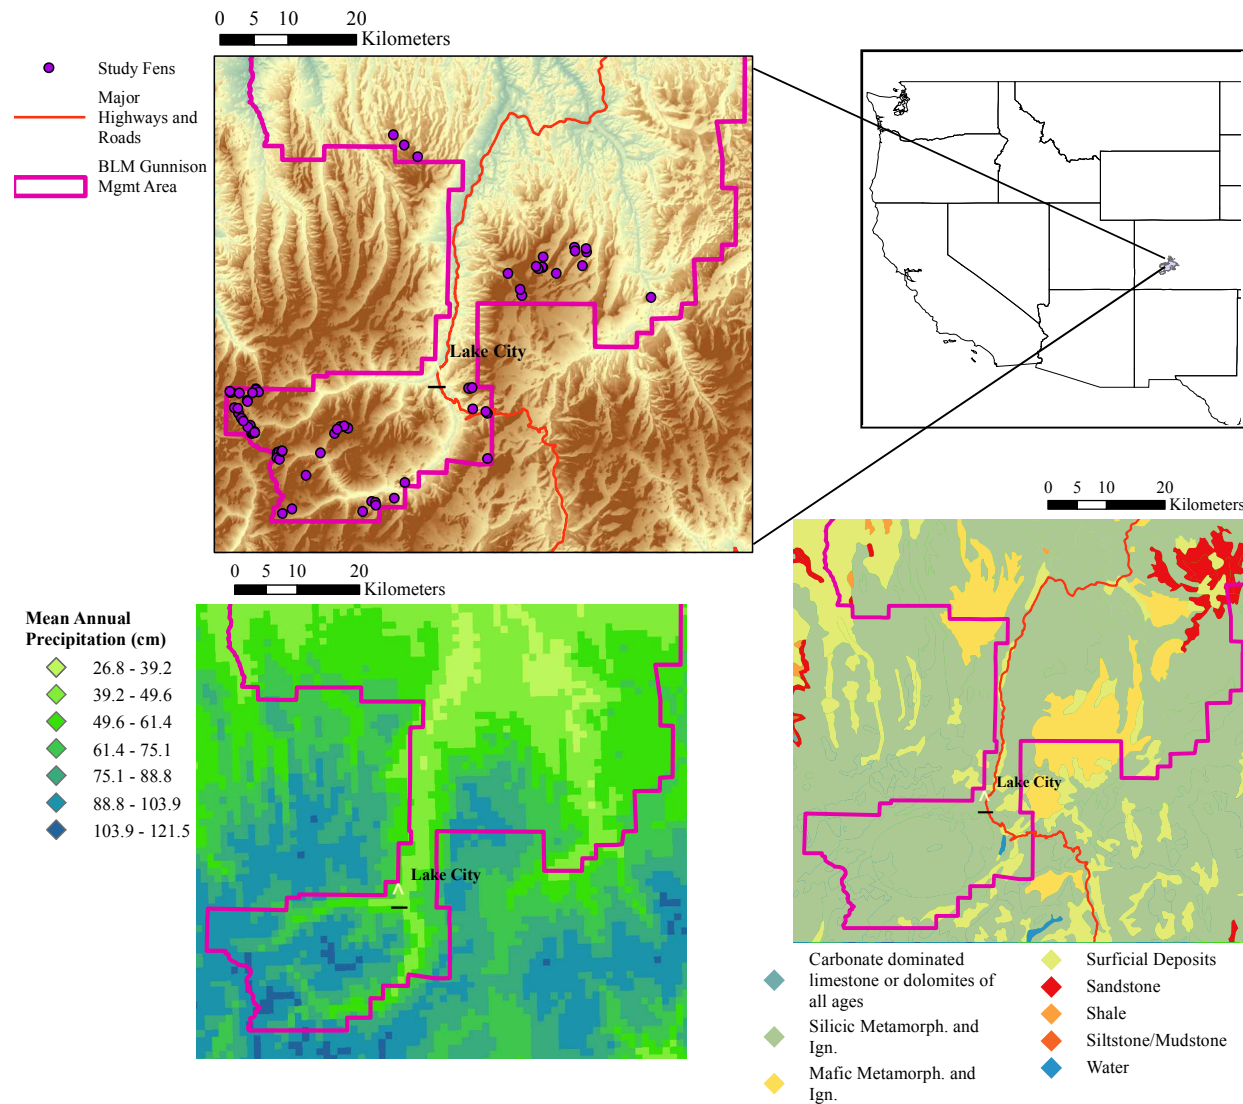 0 5 10 20
Kilometers
Study Fens
Major
Highways and
Roads
BLM Gunnison
Mgmt Area
Lake City
0 5 10 20
Kilometers
Mean Annual
Precipitation (cm)
26.8 - 39.2
39.2 - 49.6
49.6 - 61.4
61.4 - 75.1
75.1 - 88.8
88.8 - 103.9
103.9 - 121.5
Lake City
0 5 10 20
Kilometers
Lake City
Carbonate dominated
limestone or dolomites of
all ages
Silicic Metamorph. and
Ign.
Mafic Metamorph. and
Ign.
Surficial Deposits
Sandstone
Shale
Siltstone/Mudstone
Water